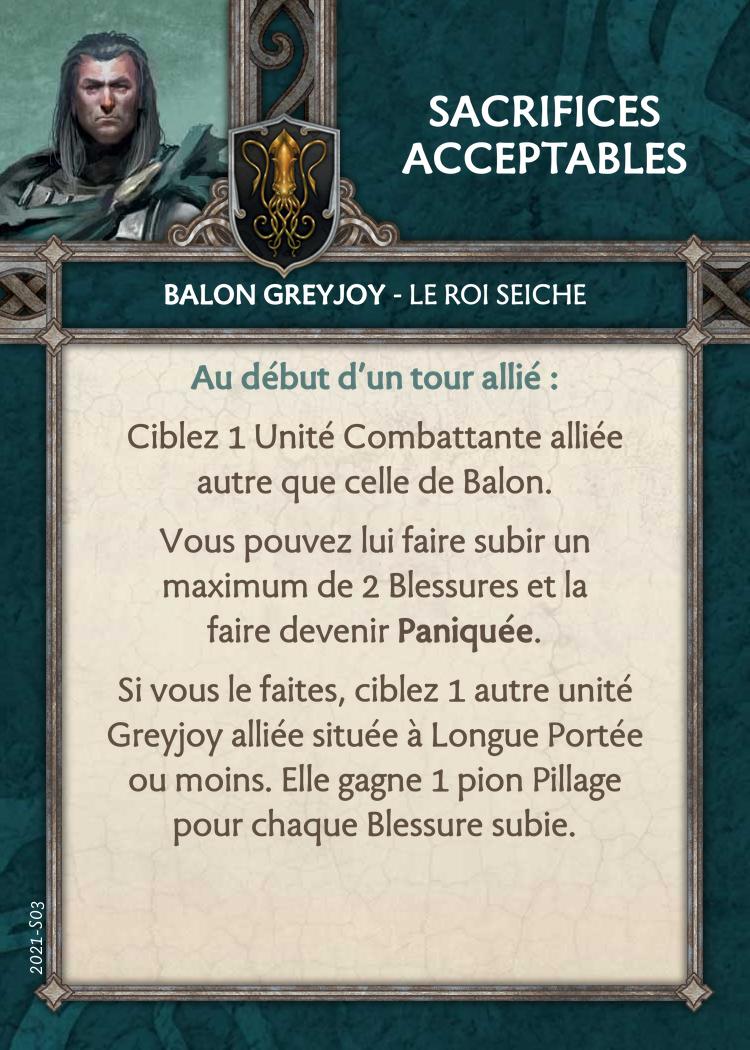 SACRIFICES
ACCEPTABLES
BALON GREYJOY - LE ROI SEICHE
Au début d'un tour allié :
Ciblez 1 Unité Combattante alliée
autre que celle de Balon.
Vous pouvez lui faire subir un
maximum de 2 Blessures et la
faire devenir Paniquée.
Si vous le faites, ciblez 1 autre unité
Greyjoy alliée située à Longue Portée
ou moins. Elle gagne 1 pion Pillage
pour chaque Blessure subie.
2021-S03